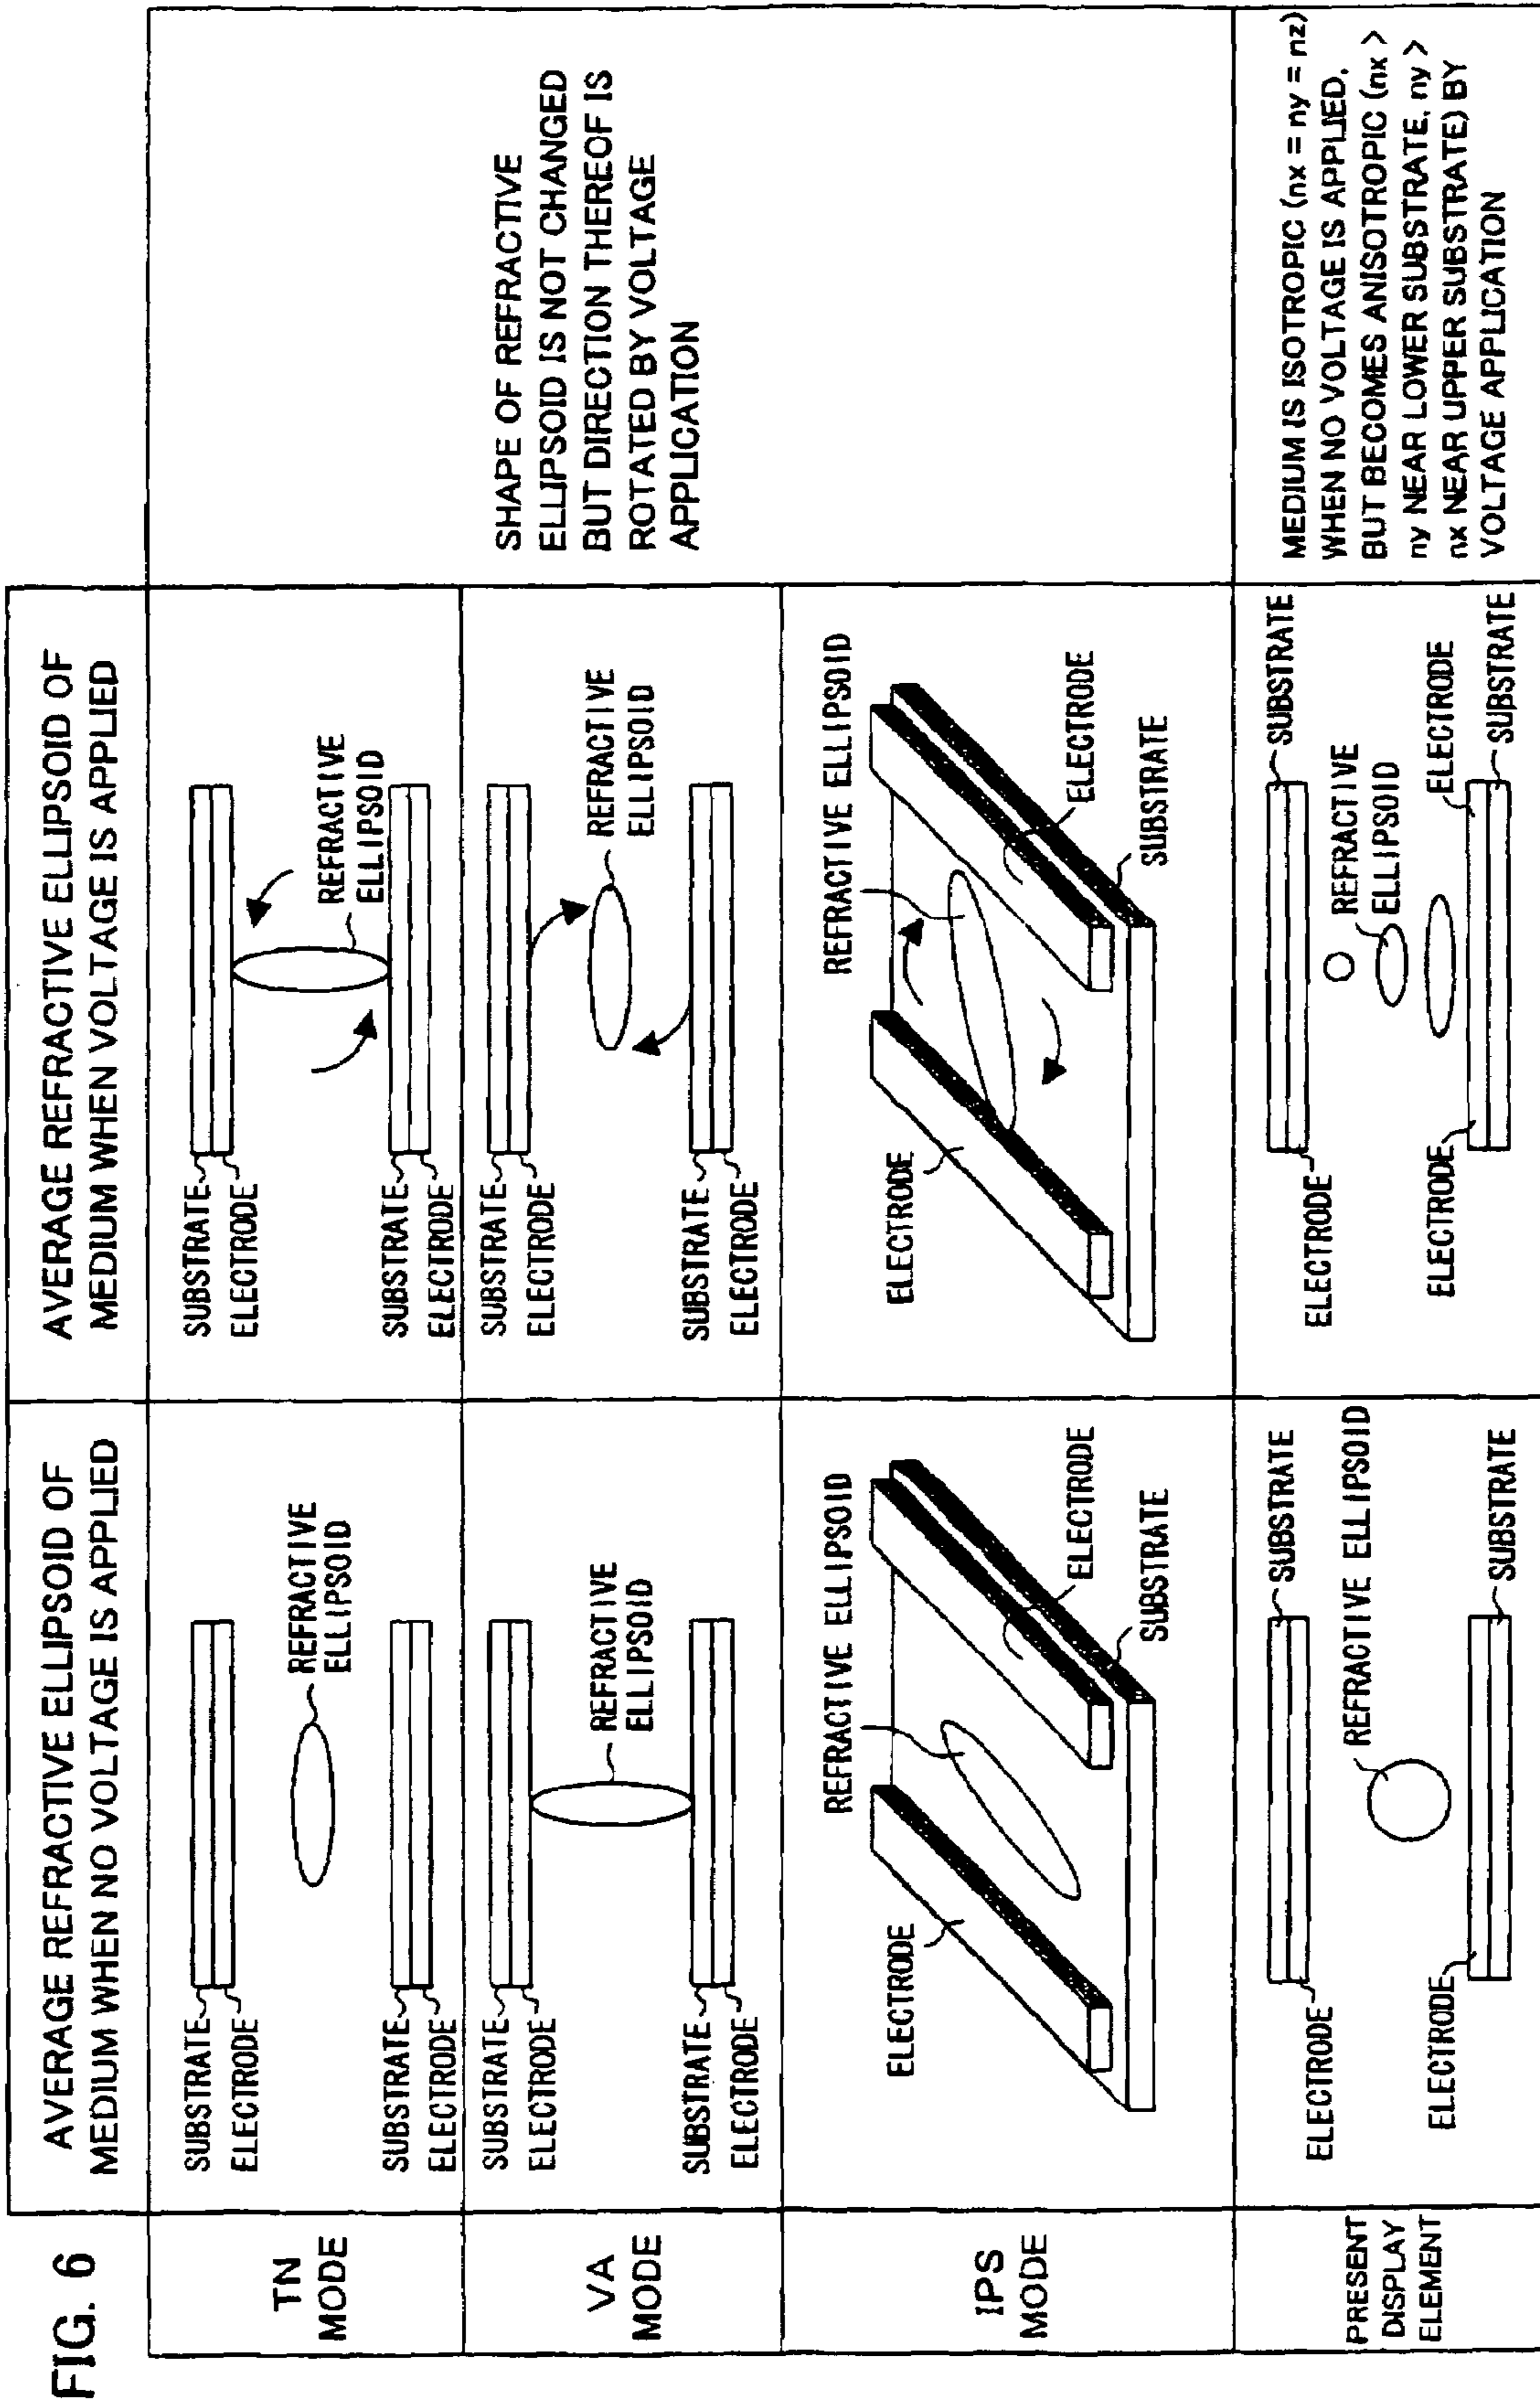 FIG. 6
AVERAGE REFRACTIVE ELLIPSOID OF
MEDIUM WHEN NO VOLTAGE IS APPLIED
AVERAGE REFRACTIVE ELLIPSOID OF
MEDIUM WHEN VOLTAGE IS APPLIED
TN
MODE
SUBSTRATE
ELECTRODE
REFRACTIVE
ELLIPSOID
SUBSTRATE
ELECTRODE
SUBSTRATE
ELECTRODE
REFRACTIVE
ELLIPSOID
SUBSTRATE
ELECTRODE
VA
MODE
SUBSTRATE
ELECTRODE
REFRACTIVE
ELLIPSOID
SUBSTRATE
ELECTRODE
SUBSTRATE
ELECTRODE
REFRACTIVE
ELLIPSOID
SUBSTRATE
ELECTRODE
SHAPE OF REFRACTIVE
ELLIPSOID IS NOT CHANGED
BUT DIRECTION THEREOF IS
ROTATED BY VOLTAGE
APPLICATION
IPS
MODE
REFRACTIVE ELLIPSOID
ELECTRODE
ELECTRODE
SUBSTRATE
REFRACTIVE ELLIPSOID
ELECTRODE
ELECTRODE
SUBSTRATE
PRESENT
DISPLAY
ELEMENT
SUBSTRATE
ELECTRODE
REFRACTIVE ELLIPSOID
ELECTRODE
SUBSTRATE
SUBSTRATE
ELECTRODE
REFRACTIVE
ELLIPSOID
ELECTRODE
ELECTRODE
SUBSTRATE
MEDIUM IS ISOTROPIC (nx = ny = nz)
WHEN NO VOLTAGE IS APPLIED,
BUT BECOMES ANISOTROPIC (nx >
ny NEAR LOWER SUBSTRATE, ny >
nx NEAR UPPER SUBSTRATE) BY
VOLTAGE APPLICATION